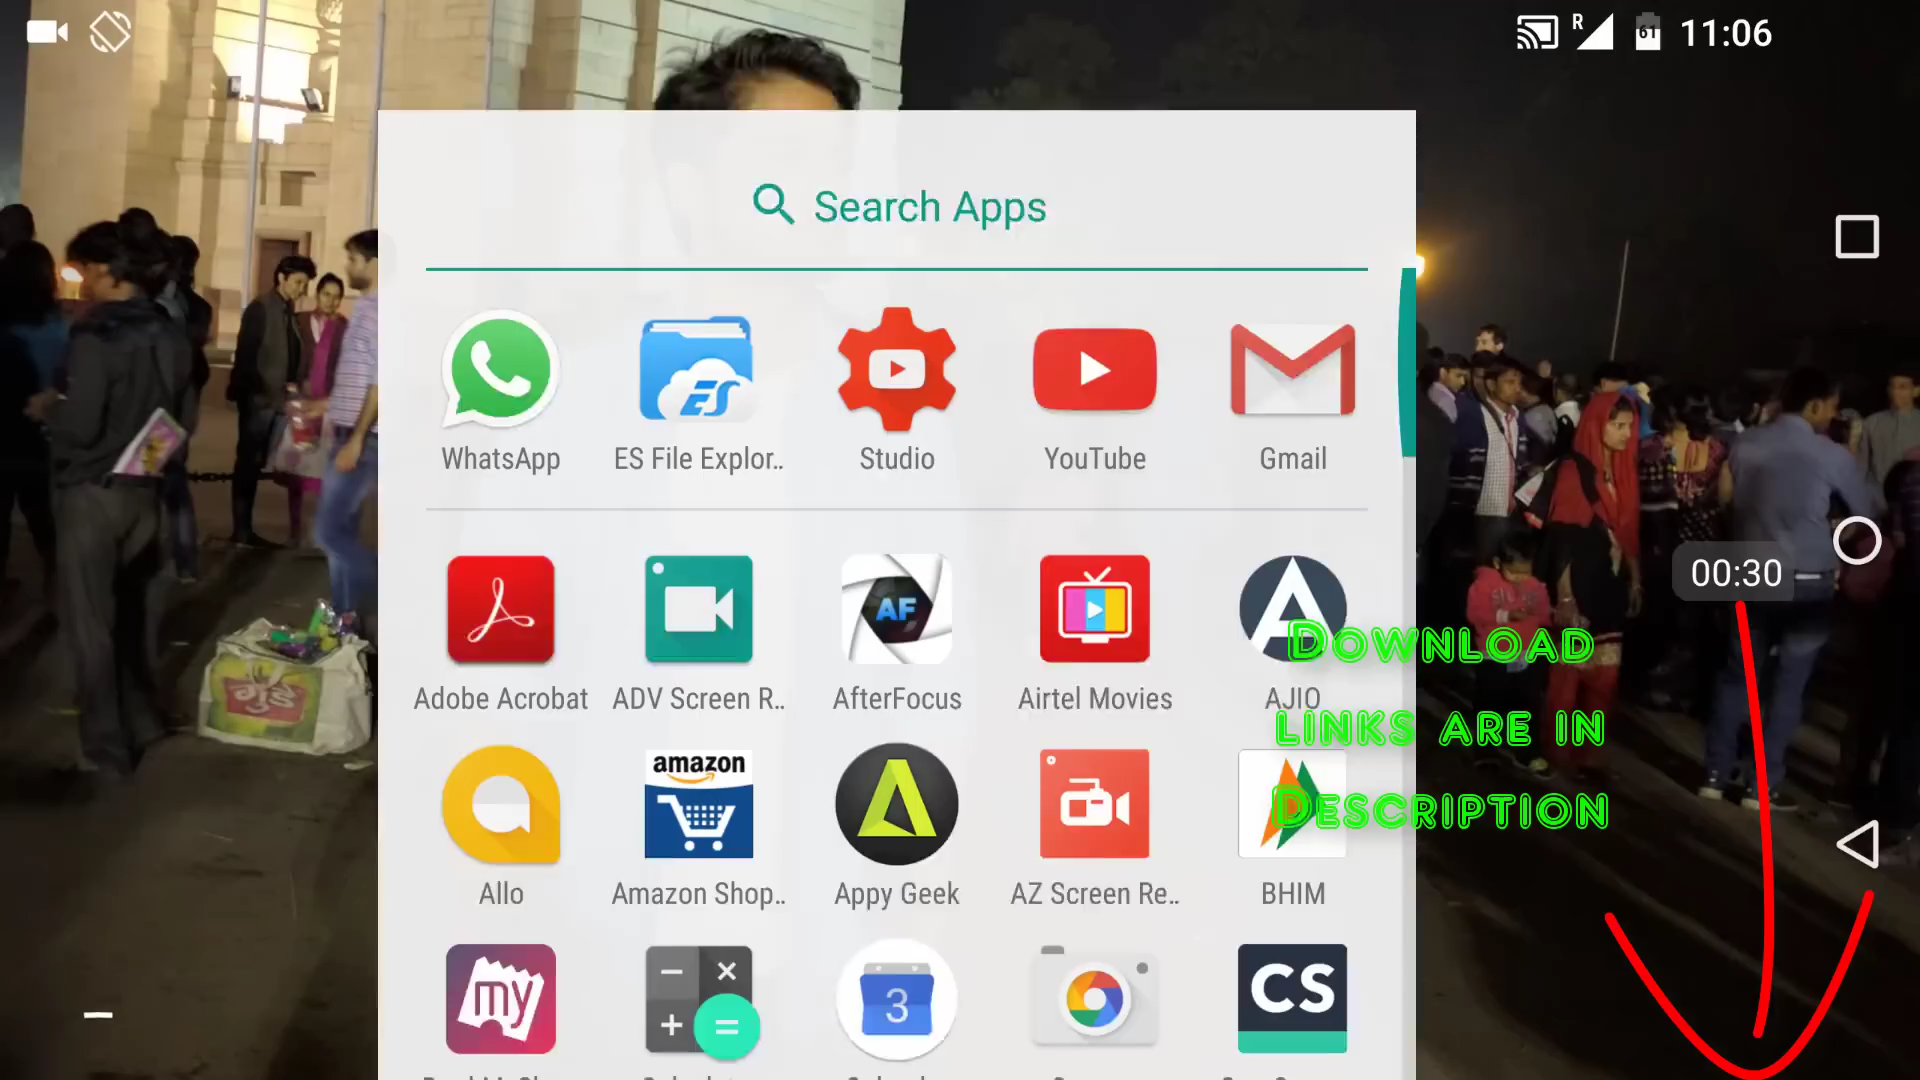 R
61
11:06
Search Apps
ES
WhatsApp
ES File Explor..
Studio
YouTube
Gmail
AF
Adobe Acrobat
ADV Screen R..
AfterFocus
Airtel Movies
AJIO
00:30
Download
links are in
Description
amazon
Allo
Amazon Shop..
Appy Geek
AZ Screen Re..
BHIM
my
3
CS